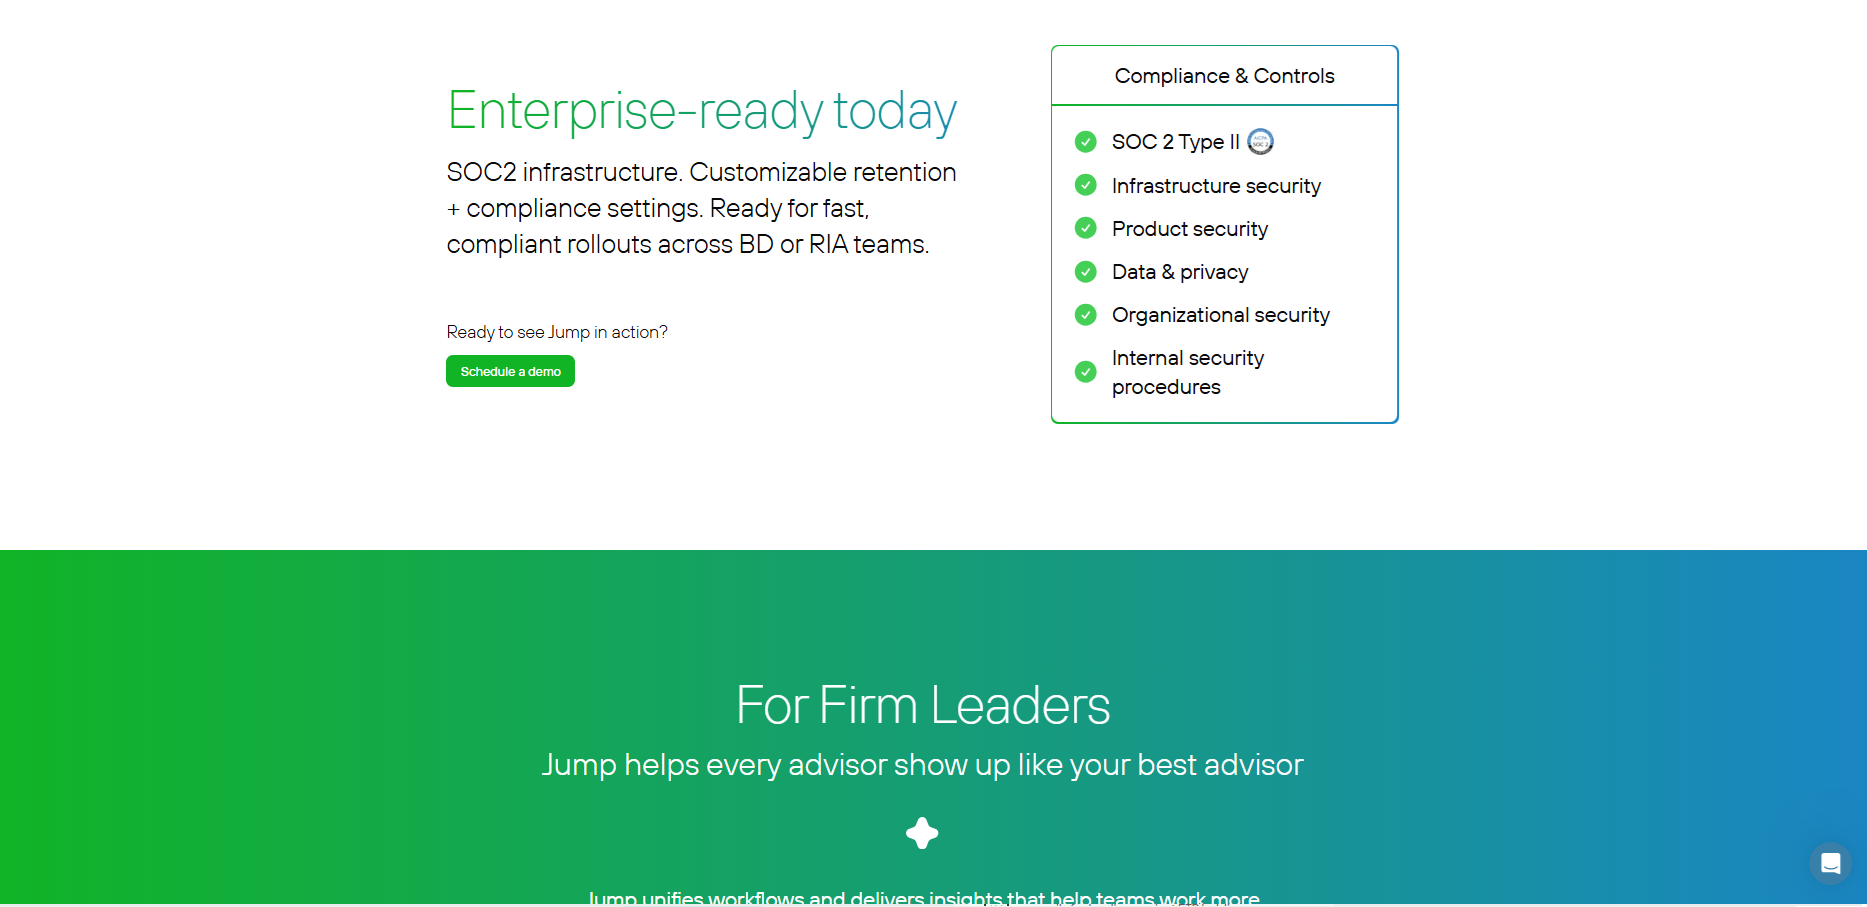 Enterprise-ready today
SOC2 infrastructure. Customizable retention
+ compliance settings. Ready for fast,
compliant rollouts across BD or RIA teams.
Ready to see Jump in action?
Schedule a demo
Compliance & Controls
SOC 2 Type II
AICPA
SOC 2
Infrastructure security
Product security
Data & privacy
Organizational security
Internal security
procedures
For Firm Leaders
Jump helps every advisor show up like your best advisor
Jump unifies workflows and delivers insights that help teams work more